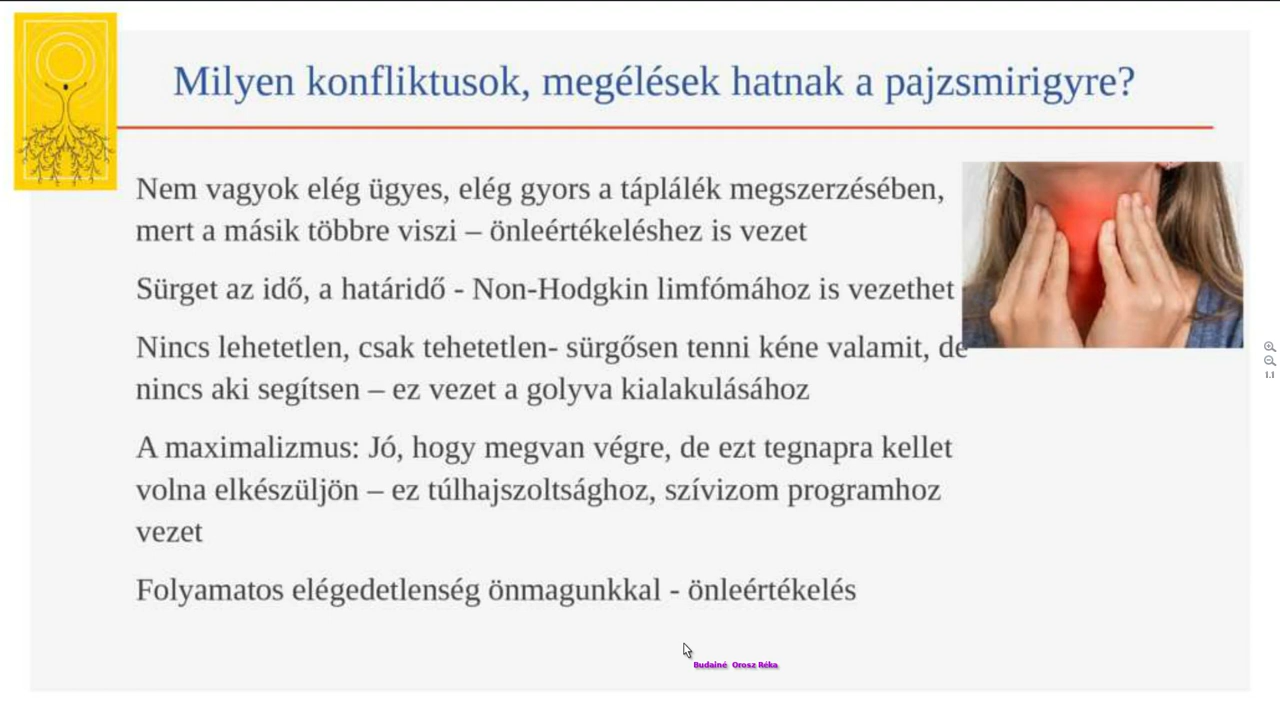 Milyen konfliktusok, megélések hatnak a pajzsmirigyre?
Nem vagyok elég ügyes, elég gyors a táplálék megszerzésében,
mert a másik többre viszi – önleértékeléshez is vezet
Sürget az idő, a határidő - Non-Hodgkin limfómához is vezethet
Nincs lehetetlen, csak tehetetlen- sürgősen tenni kéne valamit, de
nincs aki segítsen – ez vezet a golyva kialakulásához
A maximalizmus: Jó, hogy megvan végre, de ezt tegnapra kellet
volna elkészüljön – ez túlhajszoltsághoz, szívizom programhoz
vezet
Folyamatos elégedetlenség önmagunkkal - önleértékelés
Budainé Orosz Réka
1.1